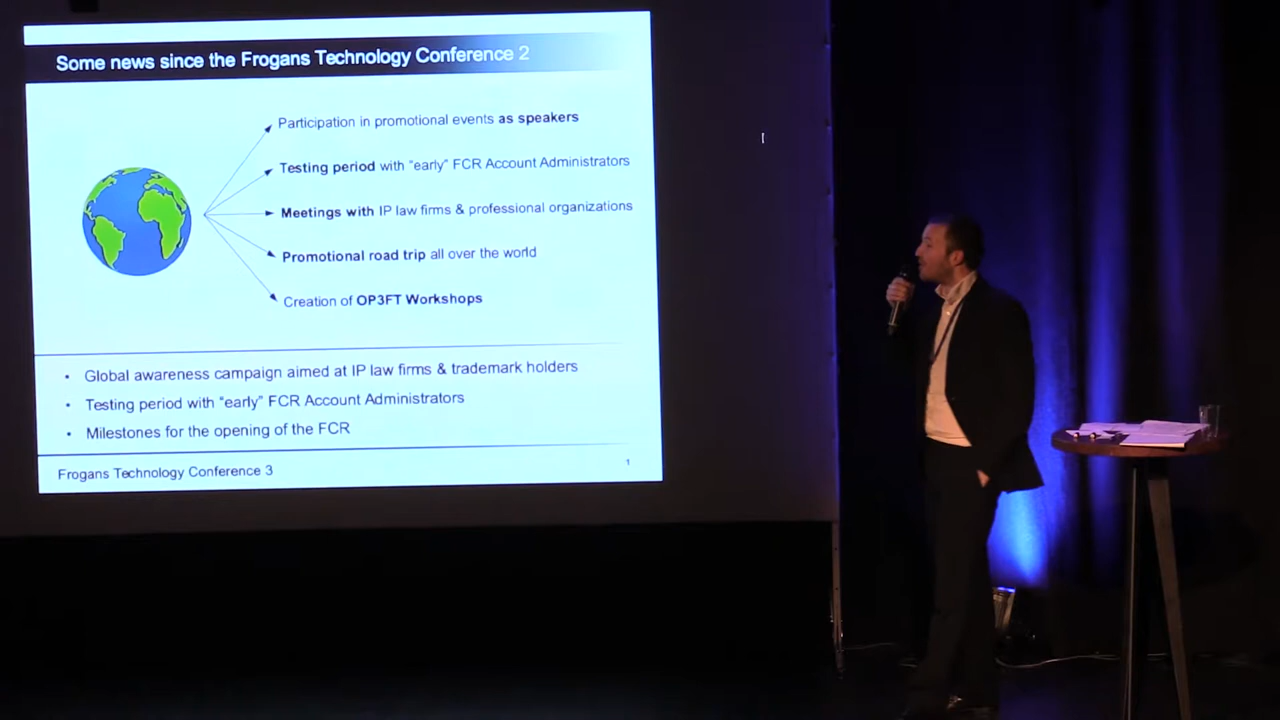 Some news since the Frogans Technology Conference 2
Participation in promotional events as speakers
Testing period with "early" FCR Account Administrators
Meetings with IP law firms & professional organizations
Promotional road trip all over the world
Creation of OP3FT Workshops
• Global awareness campaign aimed at IP law firms & trademark holders
• Testing period with "early" FCR Account Administrators
• Milestones for the opening of the FCR
Frogans Technology Conference 3
1